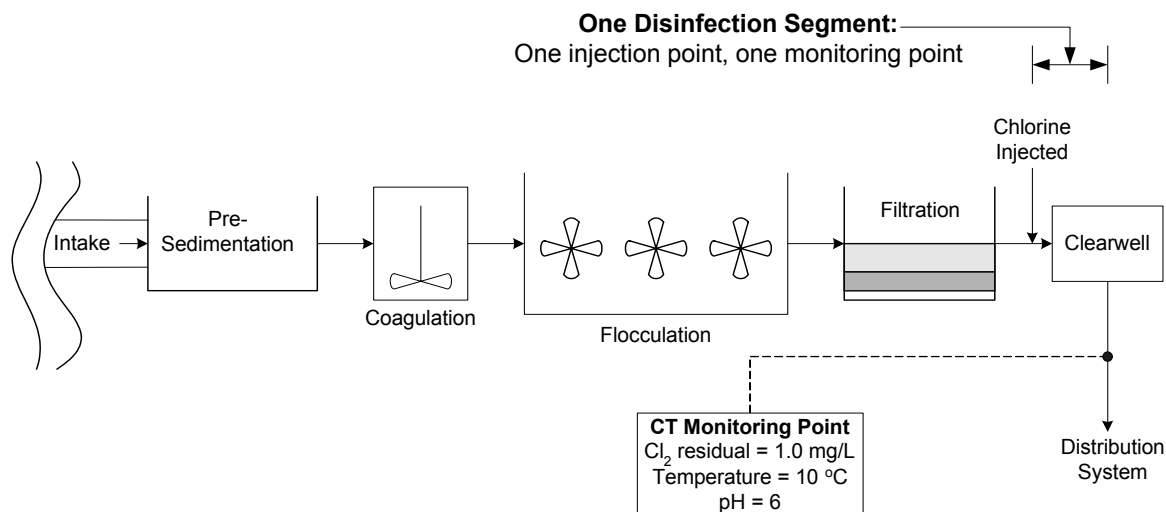 One Disinfection Segment:
One injection point, one monitoring point
Chlorine
Injected
Intake
Pre-
Sedimentation
Coagulation
Flocculation
Filtration
Clearwell
CT Monitoring Point
Cl2 residual = 1.0 mg/L
Temperature = 10 oC
pH = 6
Distribution
System